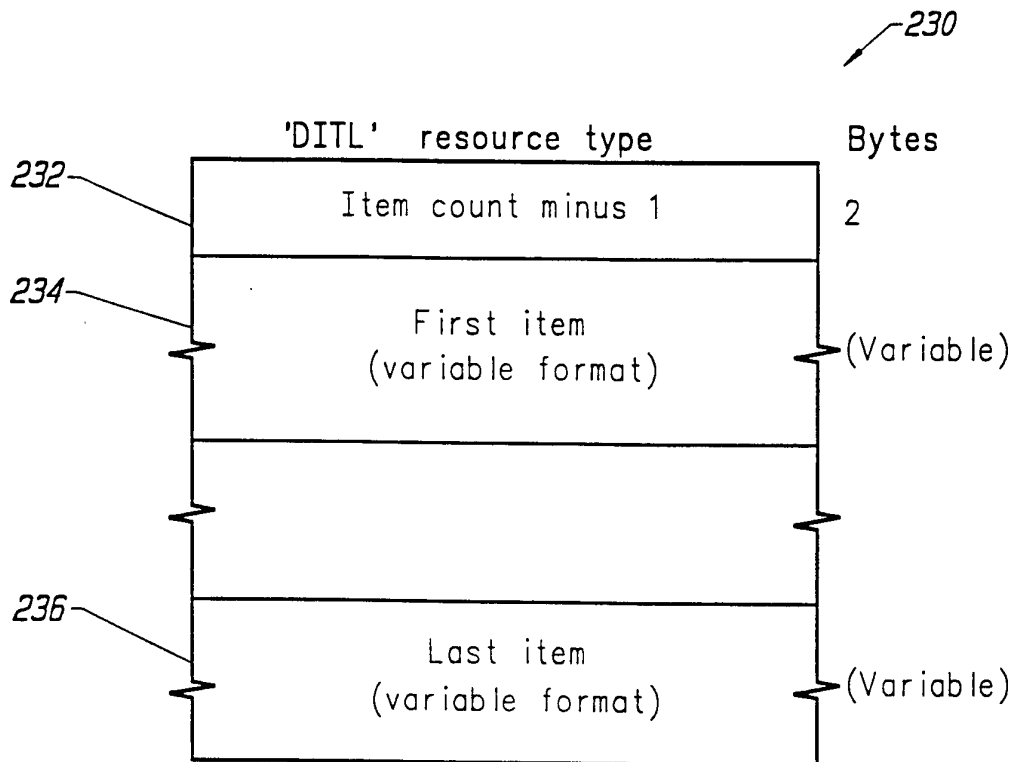 230
'DITL' resource type Bytes
232
Item count minus 1 2
234
First item
(variable format) (Variable)
236
Last item
(variable format) (Variable)